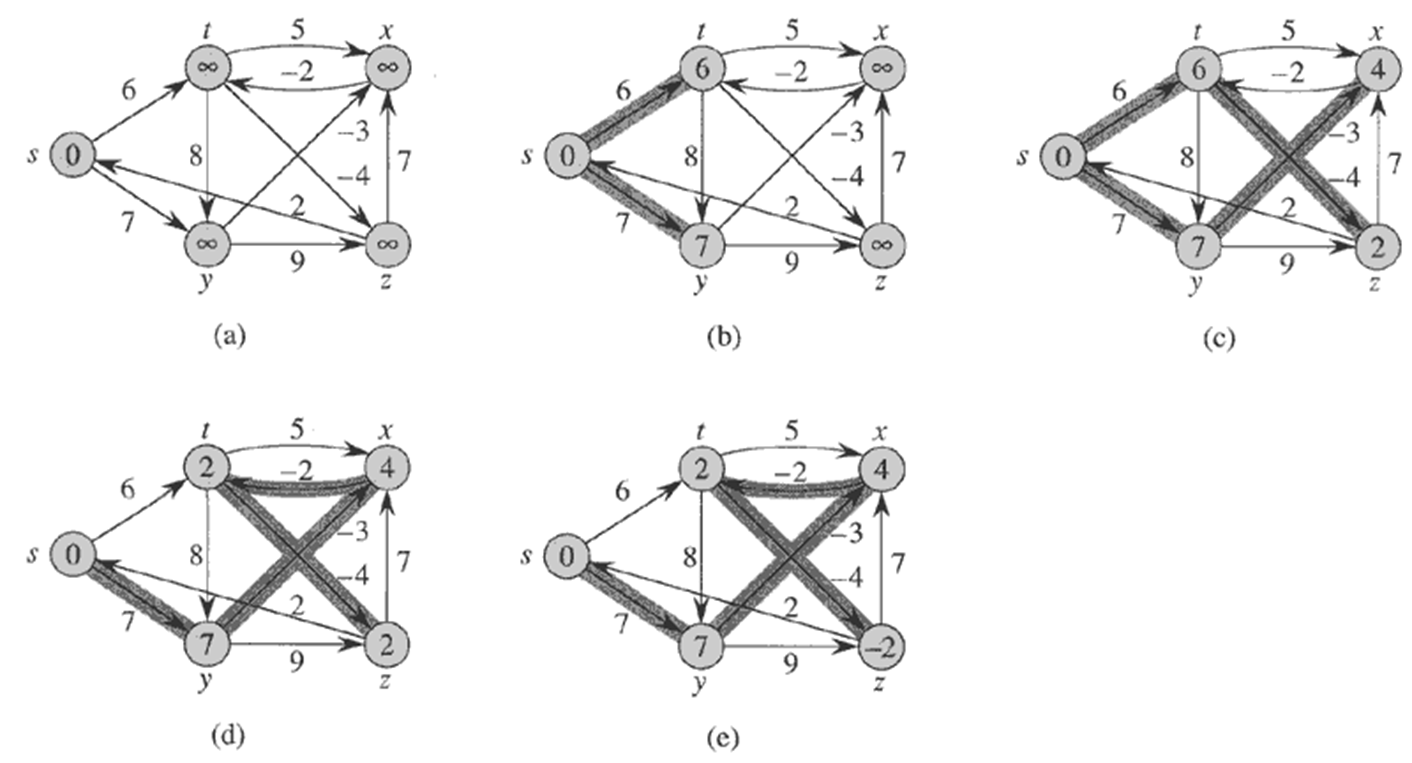 t 5 x
∞ −2 ∞
6
s 0 8 −3
−4 7
7 2
∞ 9 ∞
y z
(a)
t 5 x
6 −2 ∞
6
s 0 8 −3
−4 7
7 2
7 9 ∞
y z
(b)
t 5 x
6 −2 4
6
s 0 8 −3
−4 7
7 2
7 9 2
y z
(c)
t 5 x
2 −2 4
6
s 0 8 −3
−4 7
7 2
7 9 2
y z
(d)
t 5 x
2 −2 4
6
s 0 8 −3
−4 7
7 2
7 9 −2
y z
(e)